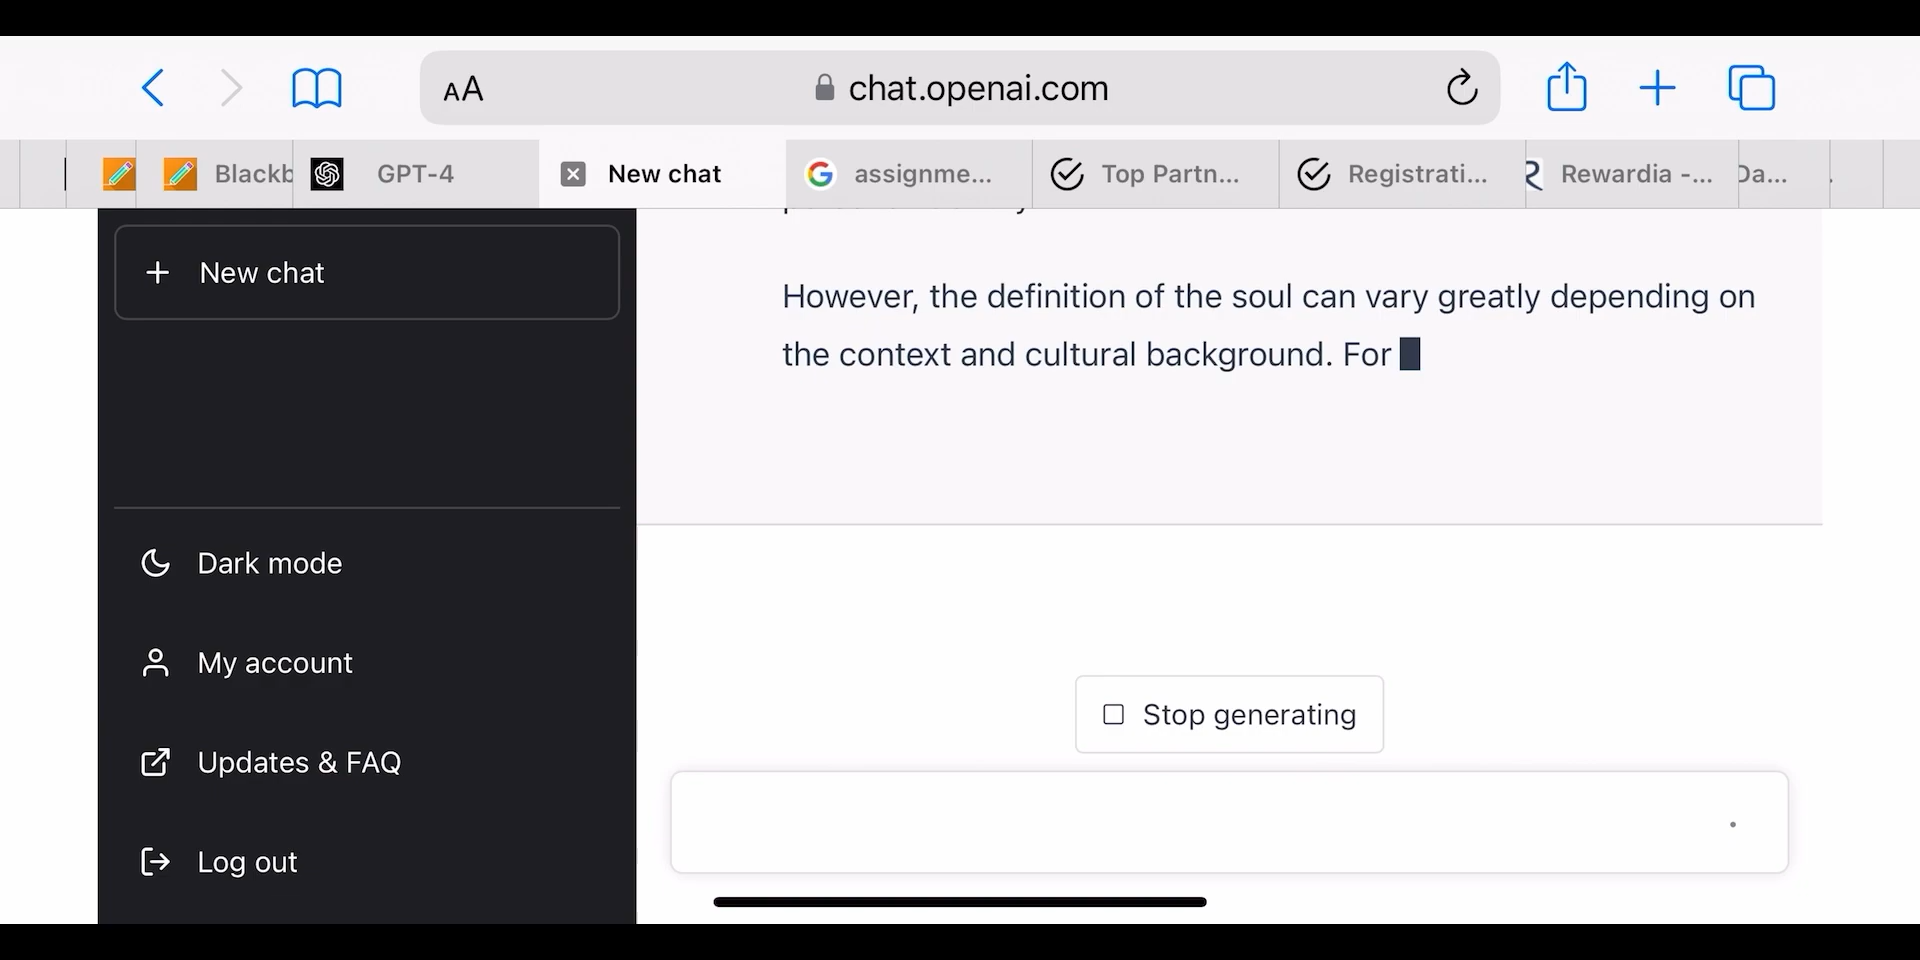 AA
chat.openai.com
Blackb
GPT-4
New chat
assignme...
Top Partn...
Registrati...
Rewardia -...
Da...
New chat
However, the definition of the soul can vary greatly depending on
the context and cultural background. For
Dark mode
My account
Updates & FAQ
Log out
Stop generating